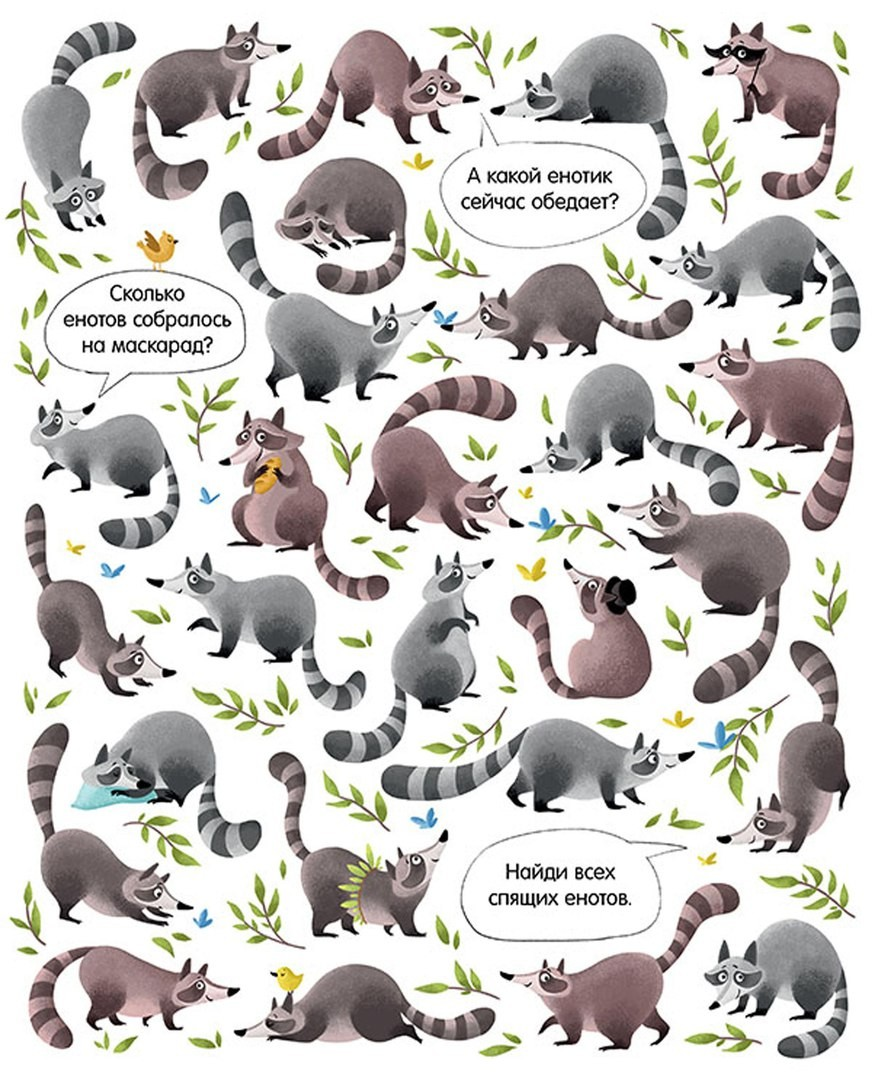 А какой енотик
сейчас обедает?
Сколько
енотов собралось
на маскарад?
Найди всех
спящих енотов.